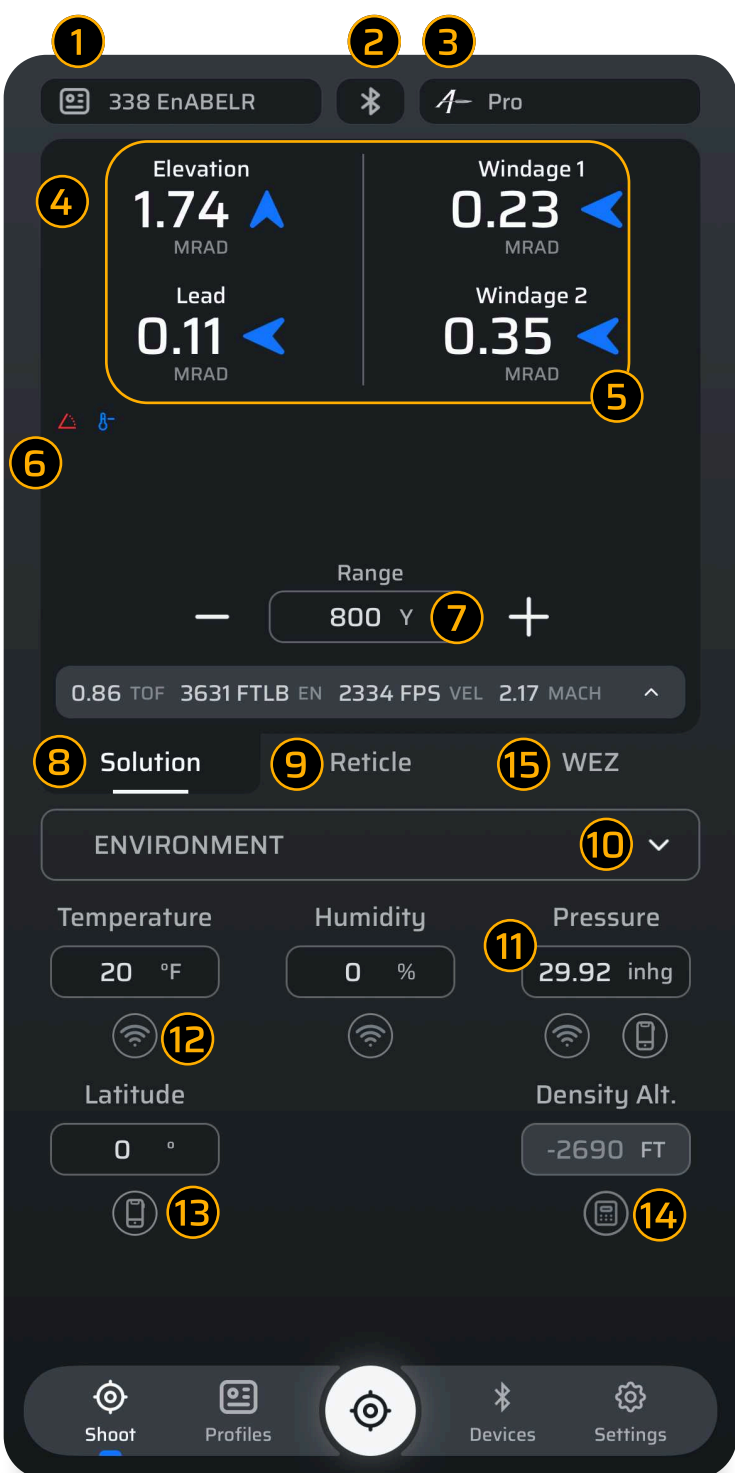 1 2 3
338 EnABELR A Pro
4
Elevation Windage 1
1.74 0.23
MRAD MRAD
Lead Windage 2
0.11 0.35
MRAD MRAD
5
6
Range
800 Y 7
0.86 TOF 3631 FTLB EN 2334 FPS VEL 2.17 MACH
8 Solution 9 Reticle 15 WEZ
ENVIRONMENT 10
Temperature Humidity Pressure
11
20 °F 0 % 29.92 inhg
12
Latitude Density Alt.
0 ° -2690 FT
13 14
Shoot Profiles Devices Settings